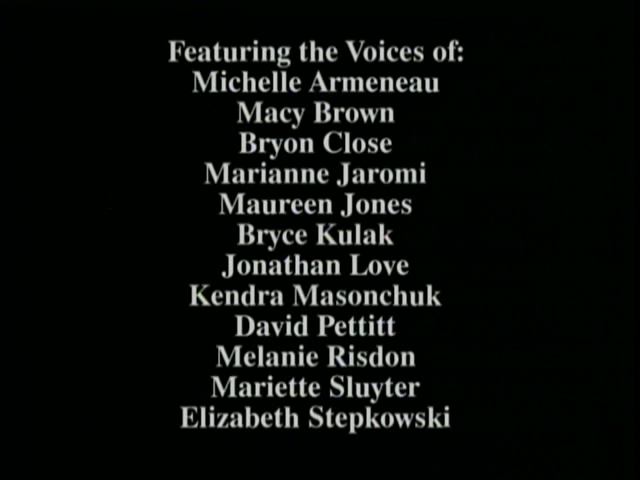 Featuring the Voices of:
Michelle Armeneau
Macy Brown
Bryon Close
Marianne Jaromi
Maureen Jones
Bryce Kulak
Jonathan Love
Kendra Masonchuk
David Pettitt
Melanie Risdon
Mariette Sluyter
Elizabeth Stepkowski